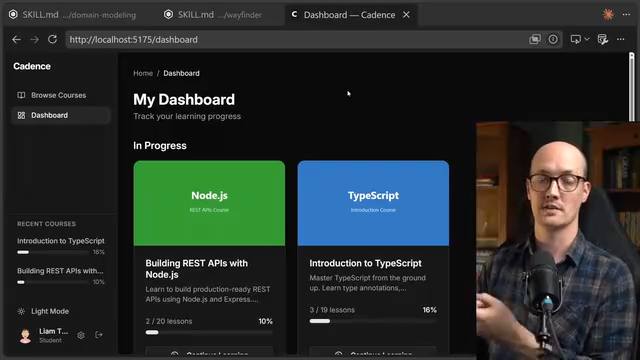 SKILL.md .../domain-modeling
SKILL.md .../wayfinder
C Dashboard — Cadence
http://localhost:5175/dashboard
Cadence
Browse Courses
Dashboard
RECENT COURSES
Introduction to TypeScript
16%
Building REST APIs with...
10%
Light Mode
Liam T...
Student
Home / Dashboard
My Dashboard
Track your learning progress
In Progress
Node.js
REST APIs Course
Building REST APIs with
Node.js
Learn to build production-ready REST
APIs using Node.js and Express....
2 / 20 lessons 10%
Continue Learning
TypeScript
Introduction Course
Introduction to TypeScript
Master TypeScript from the ground
up. Learn type annotations,...
3 / 19 lessons 16%
Continue Learning